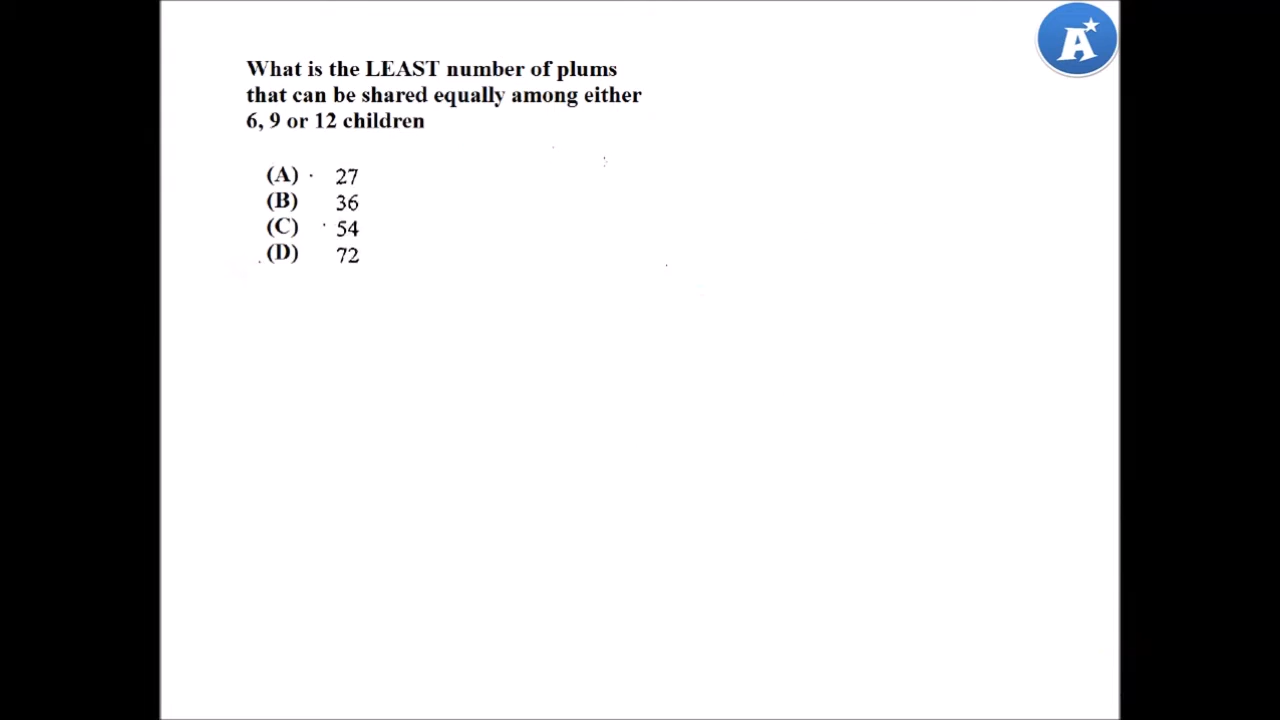 What is the LEAST number of plums
that can be shared equally among either
6, 9 or 12 children
(A) 27
(B) 36
(C) 54
(D) 72
A